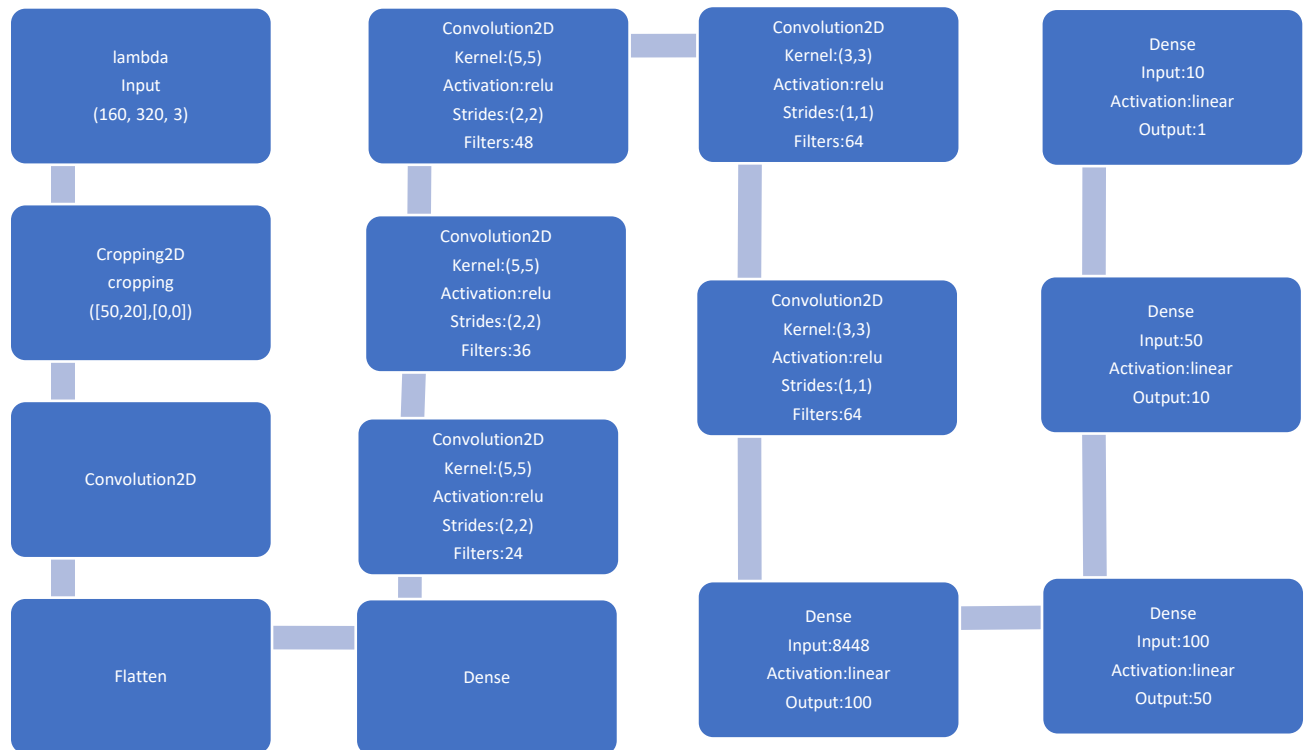 lambda
Input
(160, 320, 3)
Cropping2D
cropping
([50,20],[0,0])
Convolution2D
Flatten
Dense
Convolution2D
Kernel:(5,5)
Activation:relu
Strides:(2,2)
Filters:24
Convolution2D
Kernel:(5,5)
Activation:relu
Strides:(2,2)
Filters:36
Convolution2D
Kernel:(5,5)
Activation:relu
Strides:(2,2)
Filters:48
Convolution2D
Kernel:(3,3)
Activation:relu
Strides:(1,1)
Filters:64
Convolution2D
Kernel:(3,3)
Activation:relu
Strides:(1,1)
Filters:64
Dense
Input:8448
Activation:linear
Output:100
Dense
Input:100
Activation:linear
Output:50
Dense
Input:50
Activation:linear
Output:10
Dense
Input:10
Activation:linear
Output:1